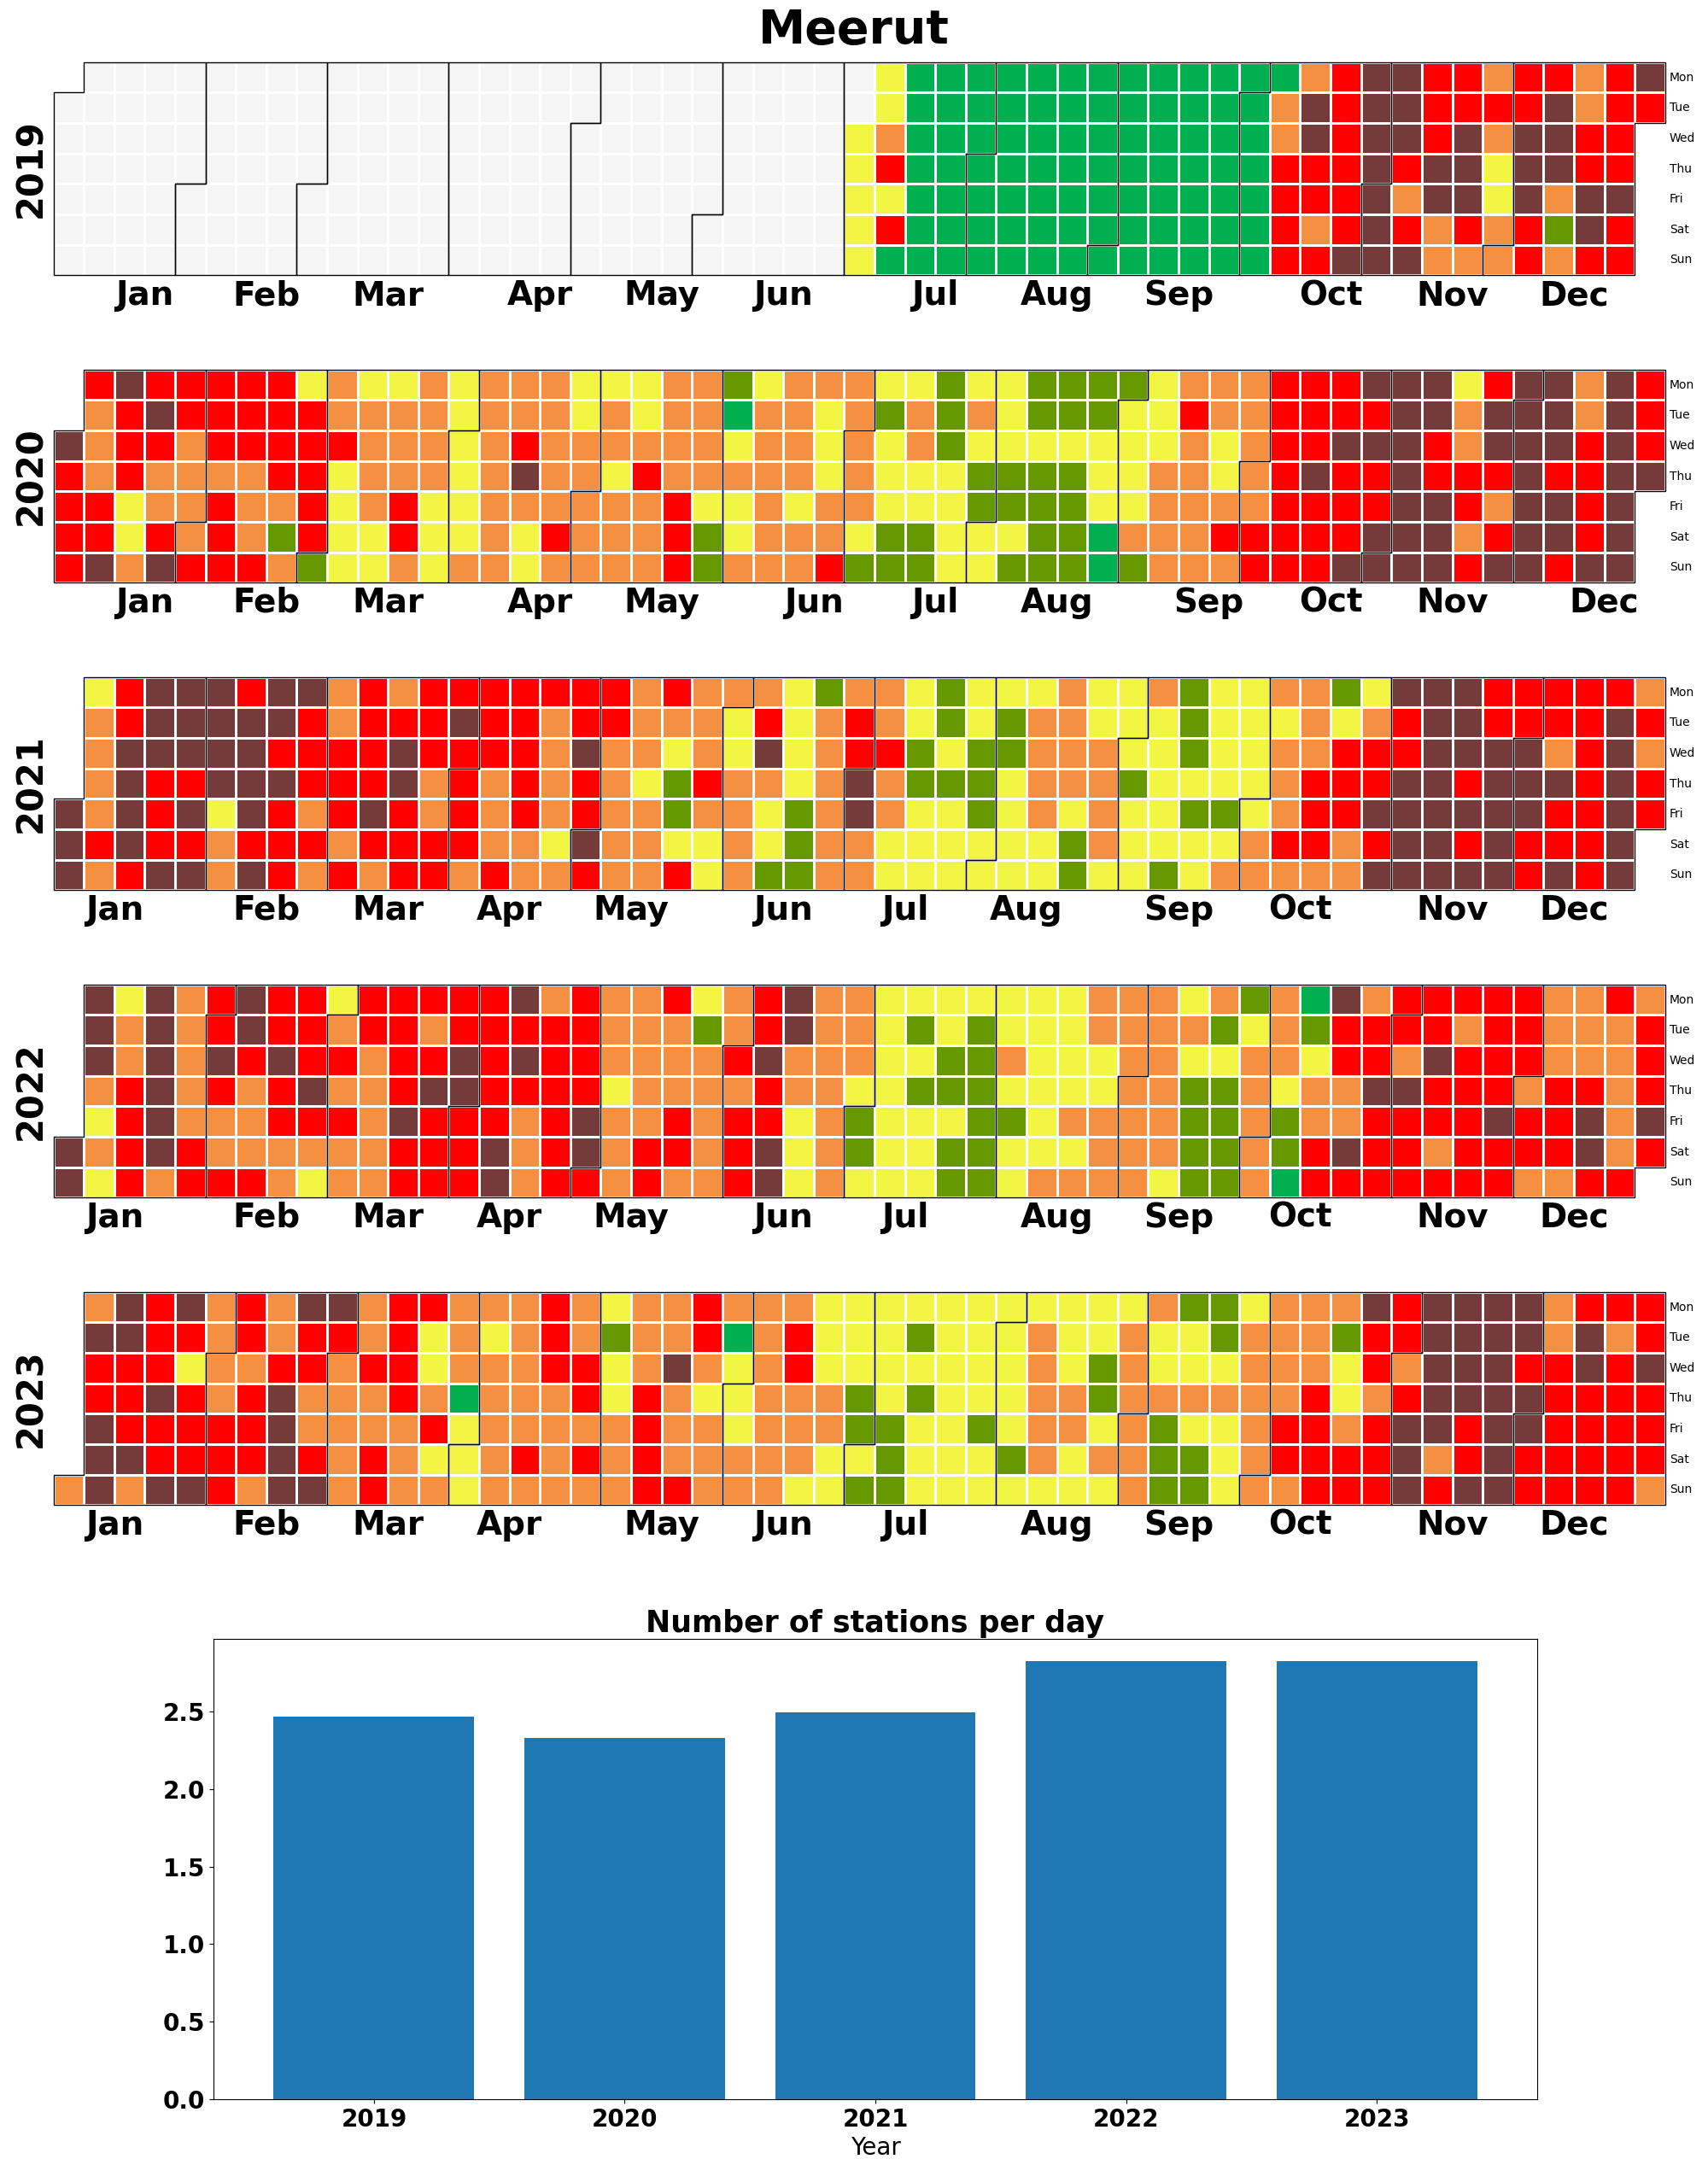 Meerut
2019
Mon
Tue
Wed
Thu
Fri
Sat
Sun
Jan Feb Mar Apr May Jun Jul Aug Sep Oct Nov Dec
2020
Mon
Tue
Wed
Thu
Fri
Sat
Sun
Jan Feb Mar Apr May Jun Jul Aug Sep Oct Nov Dec
2021
Mon
Tue
Wed
Thu
Fri
Sat
Sun
Jan Feb Mar Apr May Jun Jul Aug Sep Oct Nov Dec
2022
Mon
Tue
Wed
Thu
Fri
Sat
Sun
Jan Feb Mar Apr May Jun Jul Aug Sep Oct Nov Dec
2023
Mon
Tue
Wed
Thu
Fri
Sat
Sun
Jan Feb Mar Apr May Jun Jul Aug Sep Oct Nov Dec
Number of stations per day
2.5
2.0
1.5
1.0
0.5
0.0
2019 2020 2021 2022 2023
Year